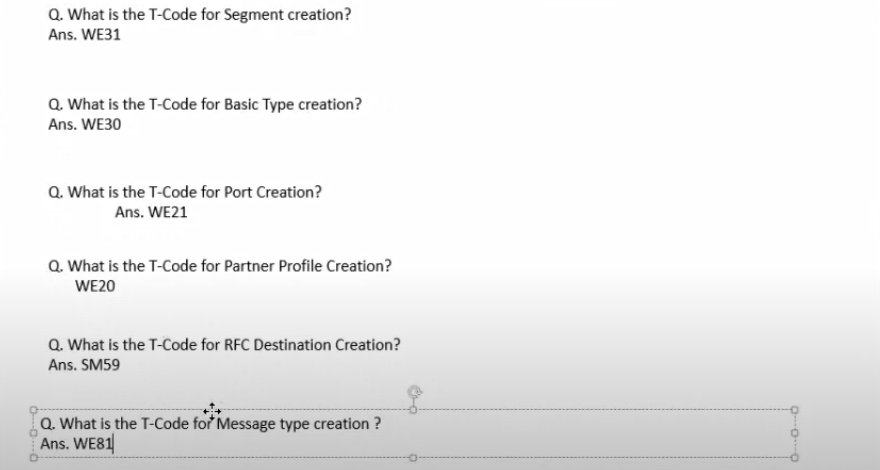 Q. What is the T-Code for Segment creation?
Ans. WE31
Q. What is the T-Code for Basic Type creation?
Ans. WE30
Q. What is the T-Code for Port Creation?
Ans. WE21
Q. What is the T-Code for Partner Profile Creation?
WE20
Q. What is the T-Code for RFC Destination Creation?
Ans. SM59
Q. What is the T-Code for Message type creation ?
Ans. WE81